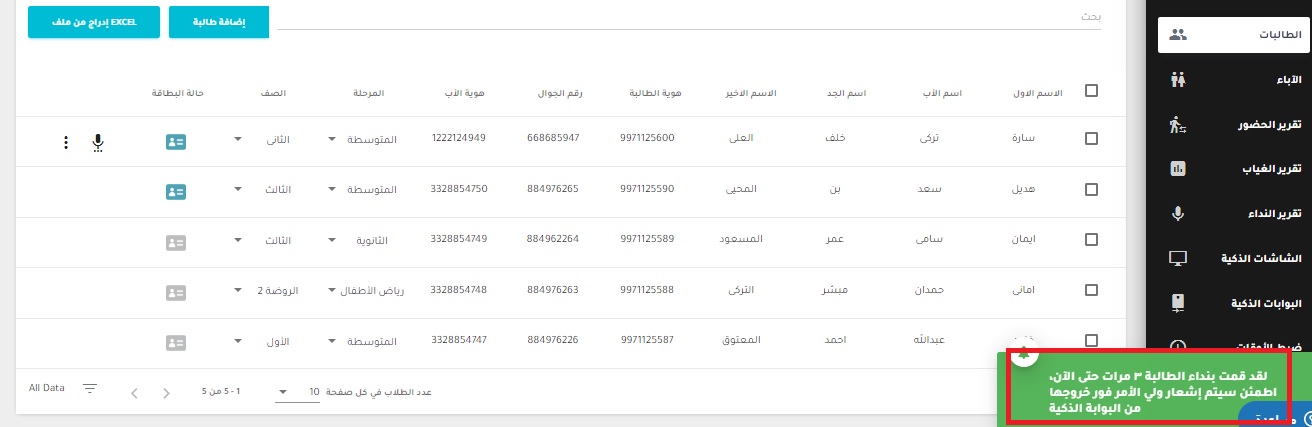 الطالبات
الآباء
تقرير الحضور
تقرير الغياب
تقرير النداء
الشاشات الذكية
البوابات الذكية
ضبط الأوقات
بحث
إضافة طالبة
إدراج من ملف EXCEL
الاسم الاول اسم الأب اسم الجد الاسم الاخير هوية الطالبة رقم الجوال هوية الأب المرحلة الصف حالة البطاقة
سارة تركى خلف العلى 9971125600 668685947 1222124949 المتوسطة الثانى
هديل سعد بن المحيى 9971125590 884976265 3328854750 المتوسطة الثالث
ايمان سامى عمر المسعود 9971125589 884962264 3328854749 الثانوية الثالث
امانى حمدان مبشر التركى 9971125588 884976263 3328854748 رياض الأطفال الروضة 2
عبدالله احمد المعتوق 9971125587 884976226 3328854747 المتوسطة الأول
عدد الطلاب في كل صفحة 10 1 - 5 من 5 All Data
لقد قمت بنداء الطالبة ٣ مرات حتى الآن،
اطمئن سيتم إشعار ولي الأمر فور خروجها
من البوابة الذكية